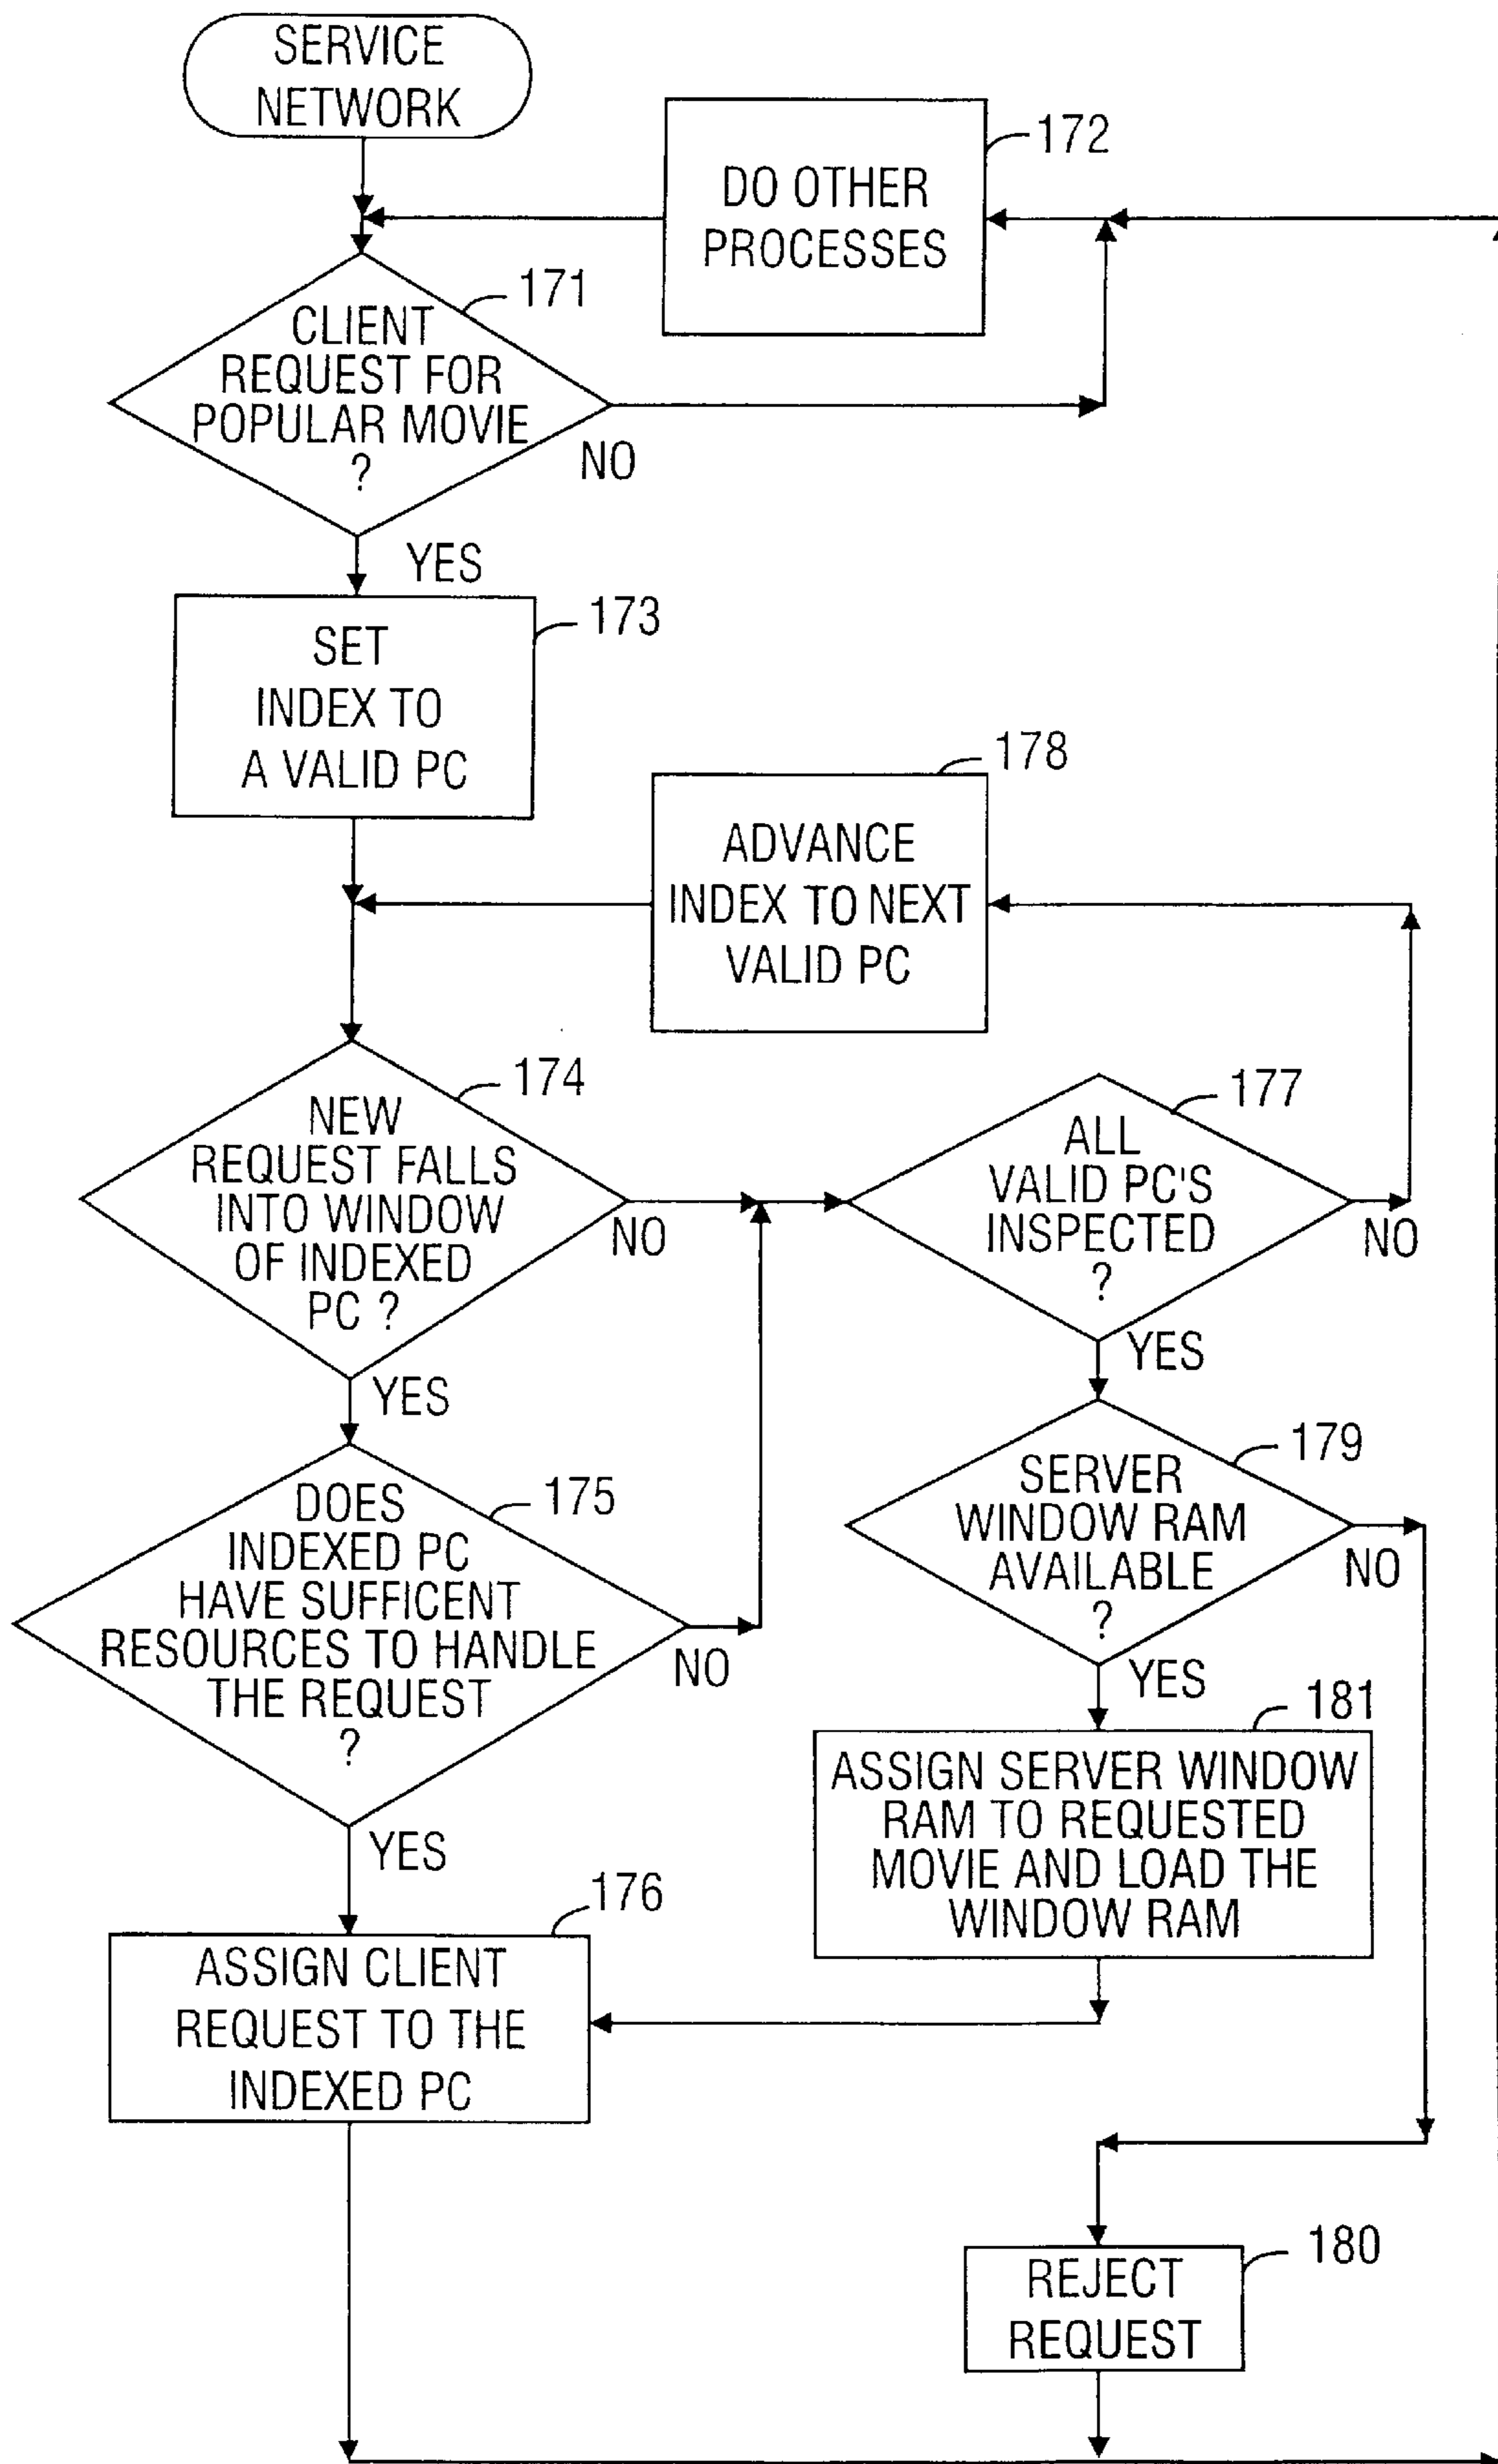 SERVICE
NETWORK
172
DO OTHER
PROCESSES
171
CLIENT
REQUEST FOR
POPULAR MOVIE
?
NO
YES
173
SET
INDEX TO
A VALID PC
178
ADVANCE
INDEX TO NEXT
VALID PC
174
NEW
REQUEST FALLS
INTO WINDOW
OF INDEXED
PC ?
NO
YES
177
ALL
VALID PC'S
INSPECTED
?
NO
YES
175
DOES
INDEXED PC
HAVE SUFFICENT
RESOURCES TO HANDLE
THE REQUEST
?
NO
YES
179
SERVER
WINDOW RAM
AVAILABLE
?
NO
YES
181
ASSIGN SERVER WINDOW
RAM TO REQUESTED
MOVIE AND LOAD THE
WINDOW RAM
176
ASSIGN CLIENT
REQUEST TO THE
INDEXED PC
180
REJECT
REQUEST